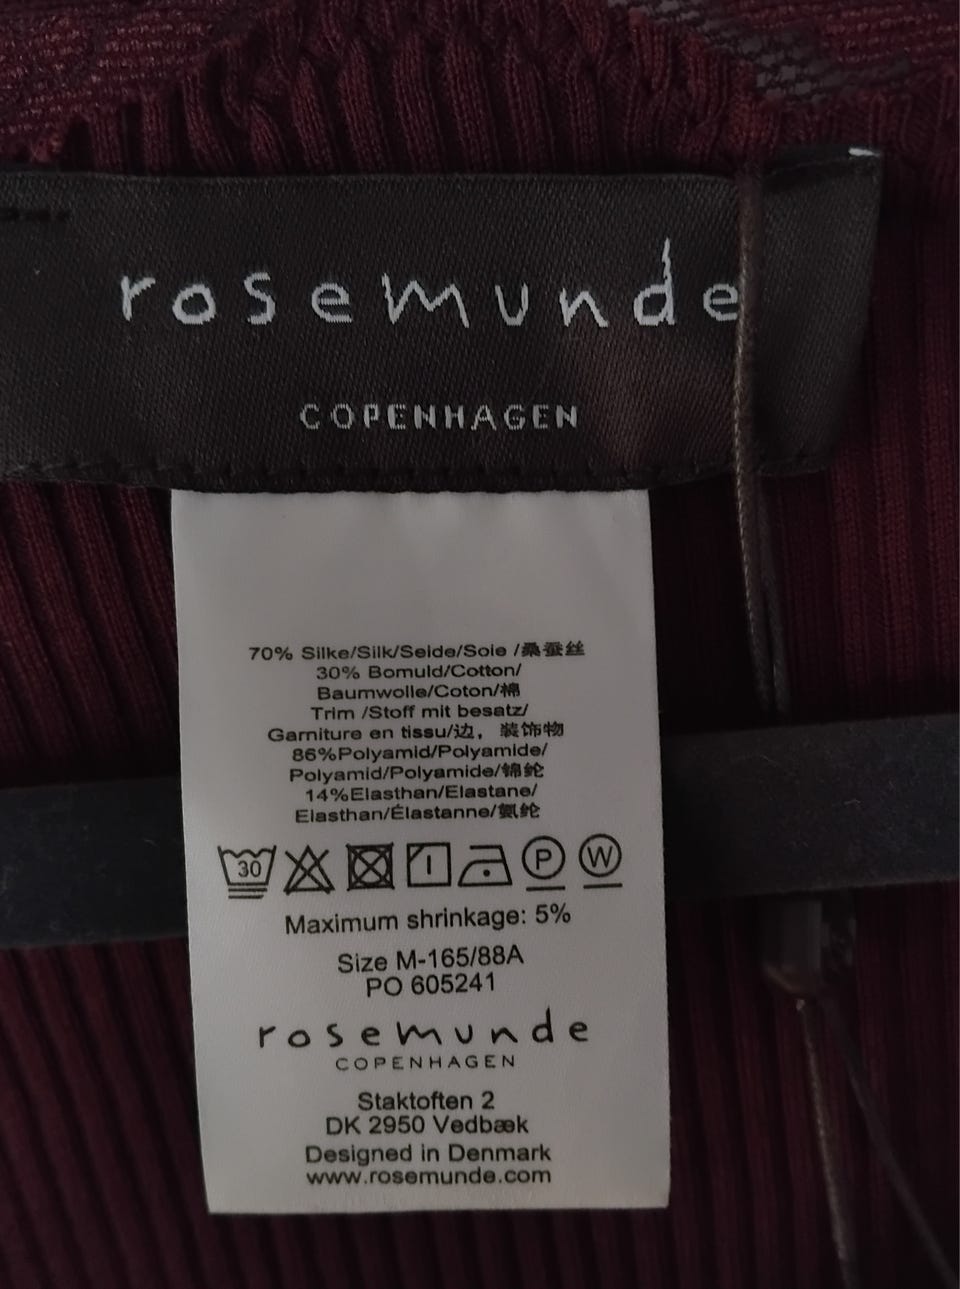 rosemunde
COPENHAGEN
70% Silke/Silk/Seide/Soie /桑蚕丝
30% Bomuld/Cotton/
Baumwolle/Coton/棉
Trim /Stoff mit besatz/
Garniture en tissu/边，装饰物
86%Polyamid/Polyamide/
Polyamid/Polyamide/锦纶
14%Elasthan/Elastane/
Elasthan/Élastanne/氨纶
30 P W
Maximum shrinkage: 5%
Size M-165/88A
PO 605241
rosemunde
COPENHAGEN
Staktoften 2
DK 2950 Vedbæk
Designed in Denmark
www.rosemunde.com